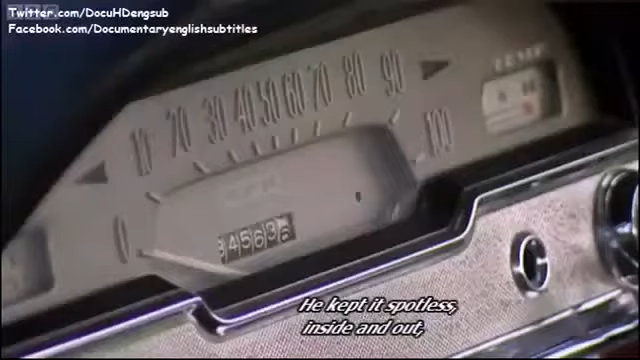 Twitter.com/DocuHDengsub
Facebook.com/Documentaryenglishsubtitles
10 20 30 40 50 60 70 80 90
TEMP
0 100
He kept it spotless,
inside and out,